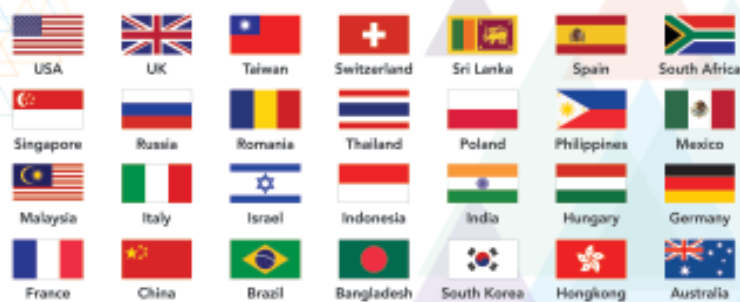 USA UK Taiwan Switzerland Sri Lanka Spain South Africa
Singapore Russia Romania Thailand Poland Philippines Mexico
Malaysia Italy Israel Indonesia India Hungary Germany
France China Brazil Bangladesh South Korea Hongkong Australia